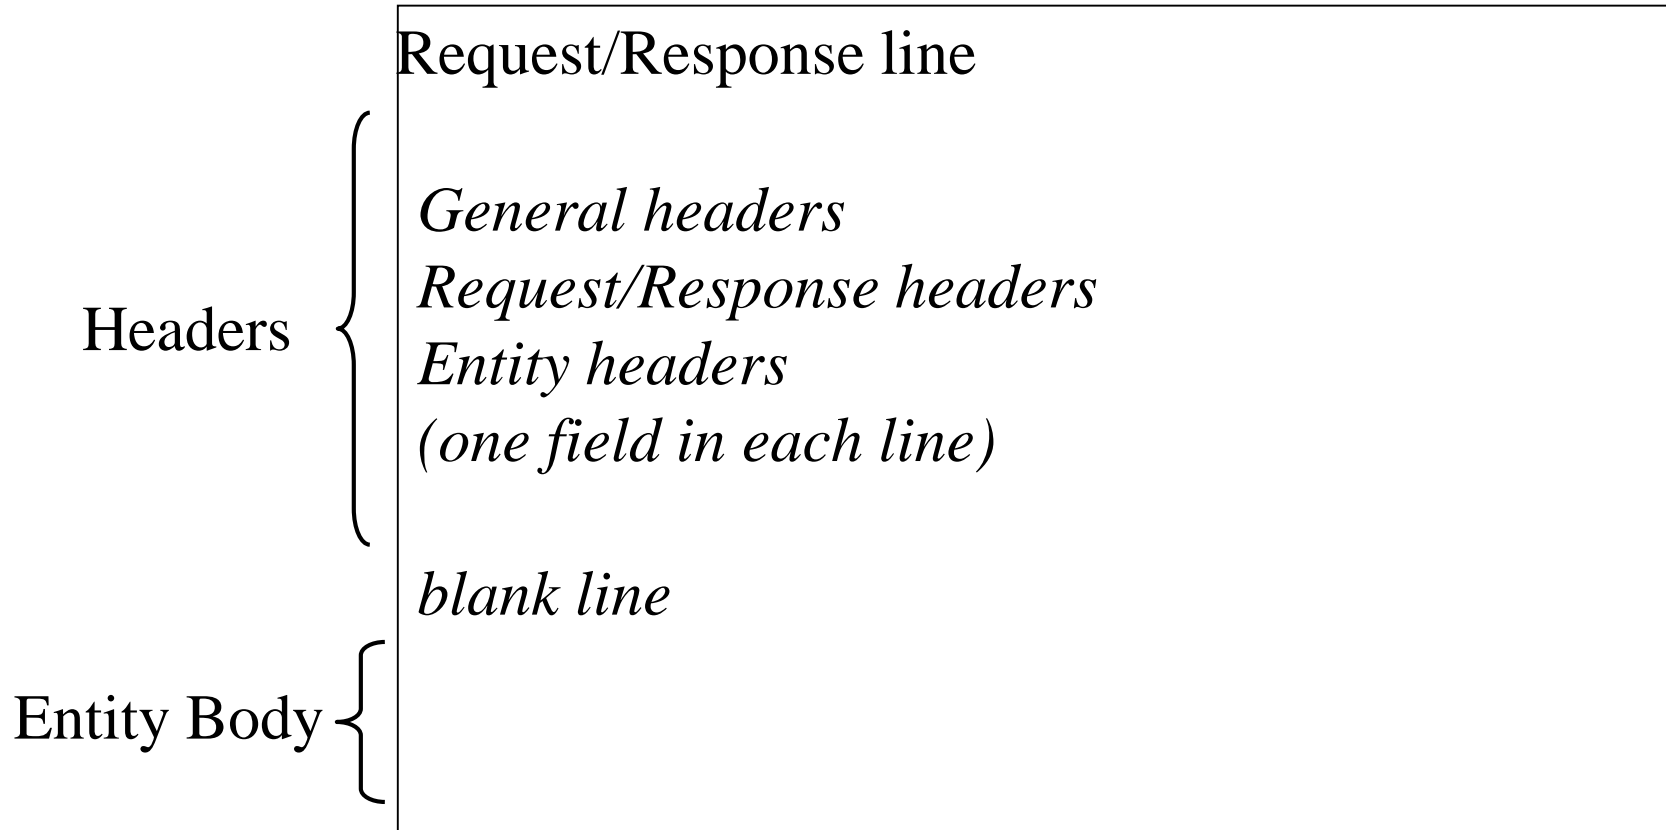 Request/Response line
General headers
Request/Response headers
Headers
Entity headers
(one field in each line)
blank line
Entity Body